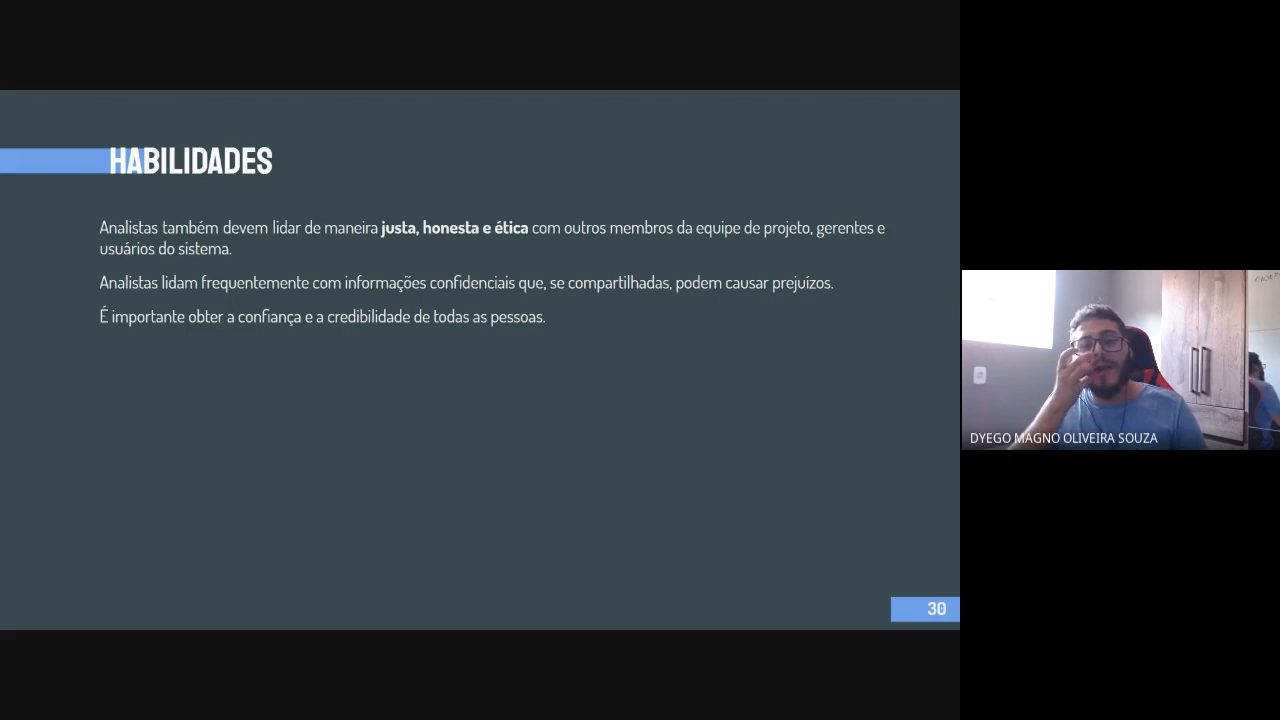 HABILIDADES
Analistas também devem lidar de maneira justa, honesta e ética com outros membros da equipe de projeto, gerentes e
usuários do sistema.
Analistas lidam frequentemente com informações confidenciais que, se compartilhadas, podem causar prejuízos.
É importante obter a confiança e a credibilidade de todas as pessoas.
DYEGO MAGNO OLIVEIRA SOUZA
30